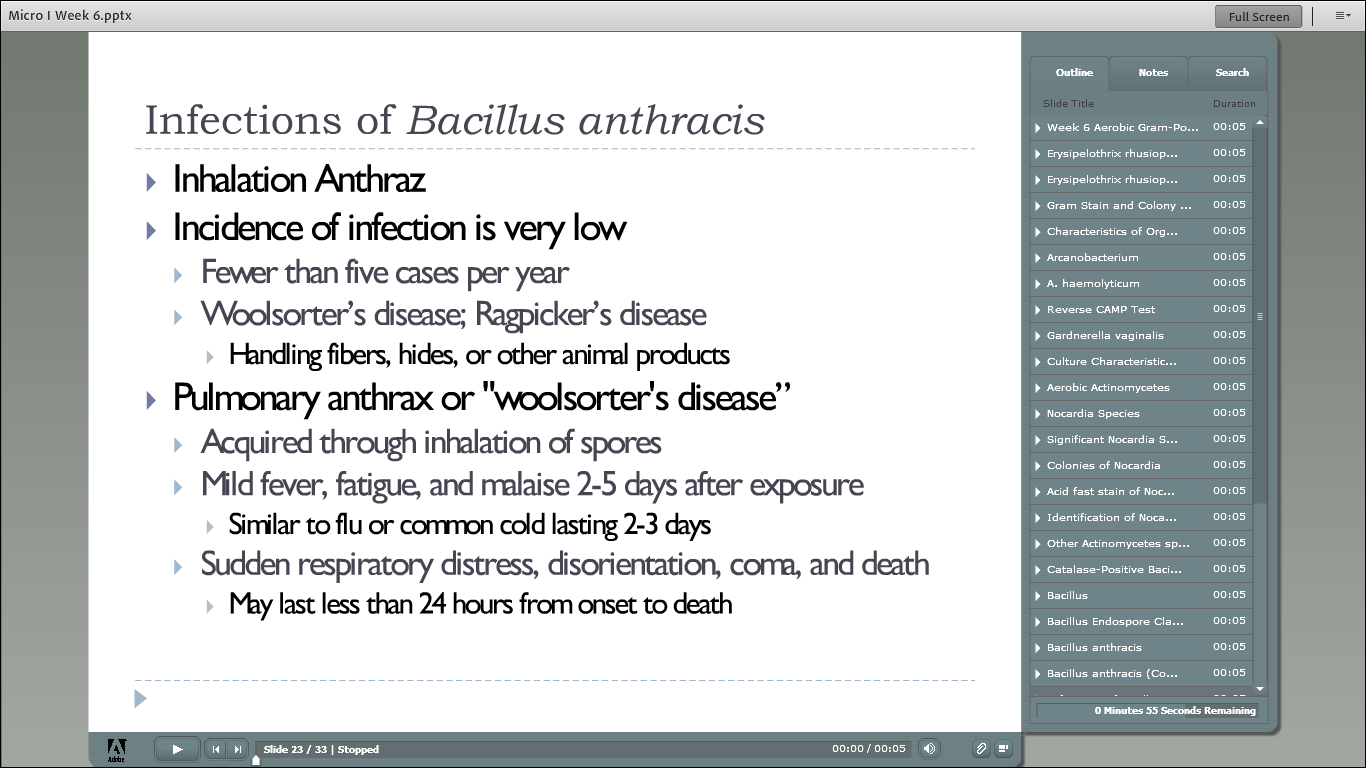 Micro I Week 6.pptx
Full Screen
Infections of Bacillus anthracis
Inhalation Anthraz
Incidence of infection is very low
Fewer than five cases per year
Woolsorter’s disease; Ragpicker’s disease
Handling fibers, hides, or other animal products
Pulmonary anthrax or "woolsorter's disease”
Acquired through inhalation of spores
Mild fever, fatigue, and malaise 2-5 days after exposure
Similar to flu or common cold lasting 2-3 days
Sudden respiratory distress, disorientation, coma, and death
May last less than 24 hours from onset to death
Outline Notes Search
Slide Title Duration
Week 6 Aerobic Gram-Po... 00:05
Erysipelothrix rhusiop... 00:05
Erysipelothrix rhusiop... 00:05
Gram Stain and Colony ... 00:05
Characteristics of Org... 00:05
Arcanobacterium 00:05
A. haemolyticum 00:05
Reverse CAMP Test 00:05
Gardnerella vaginalis 00:05
Culture Characteristic... 00:05
Aerobic Actinomycetes 00:05
Nocardia Species 00:05
Significant Nocardia S... 00:05
Colonies of Nocardia 00:05
Acid fast stain of Noc... 00:05
Identification of Noca... 00:05
Other Actinomycetes sp... 00:05
Catalase-Positive Baci... 00:05
Bacillus 00:05
Bacillus Endospore Cla... 00:05
Bacillus anthracis 00:05
Bacillus anthracis (Co... 00:05
0 Minutes 55 Seconds Remaining
Adobe
Slide 23 / 33 | Stopped
00:00 / 00:05